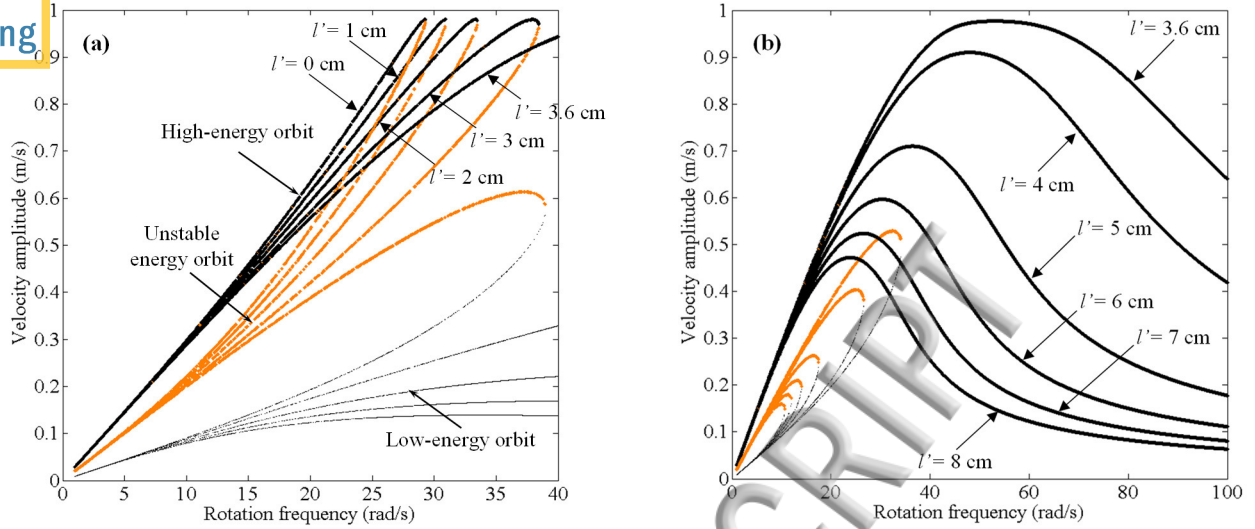 ng
(a)
l'= 1 cm
l'= 0 cm
l'= 3.6 cm
l'= 3 cm
l'= 2 cm
High-energy orbit
Unstable
energy orbit
Low-energy orbit
Velocity amplitude (m/s)
1
0.9
0.8
0.7
0.6
0.5
0.4
0.3
0.2
0.1
0
0 5 10 15 20 25 30 35 40
Rotation frequency (rad/s)
(b)
l'= 3.6 cm
l'= 4 cm
l'= 5 cm
l'= 6 cm
l'= 7 cm
l'= 8 cm
Velocity amplitude (m/s)
1
0.9
0.8
0.7
0.6
0.5
0.4
0.3
0.2
0.1
0
0 20 40 60 80 100
Rotation frequency (rad/s)
CRIPT